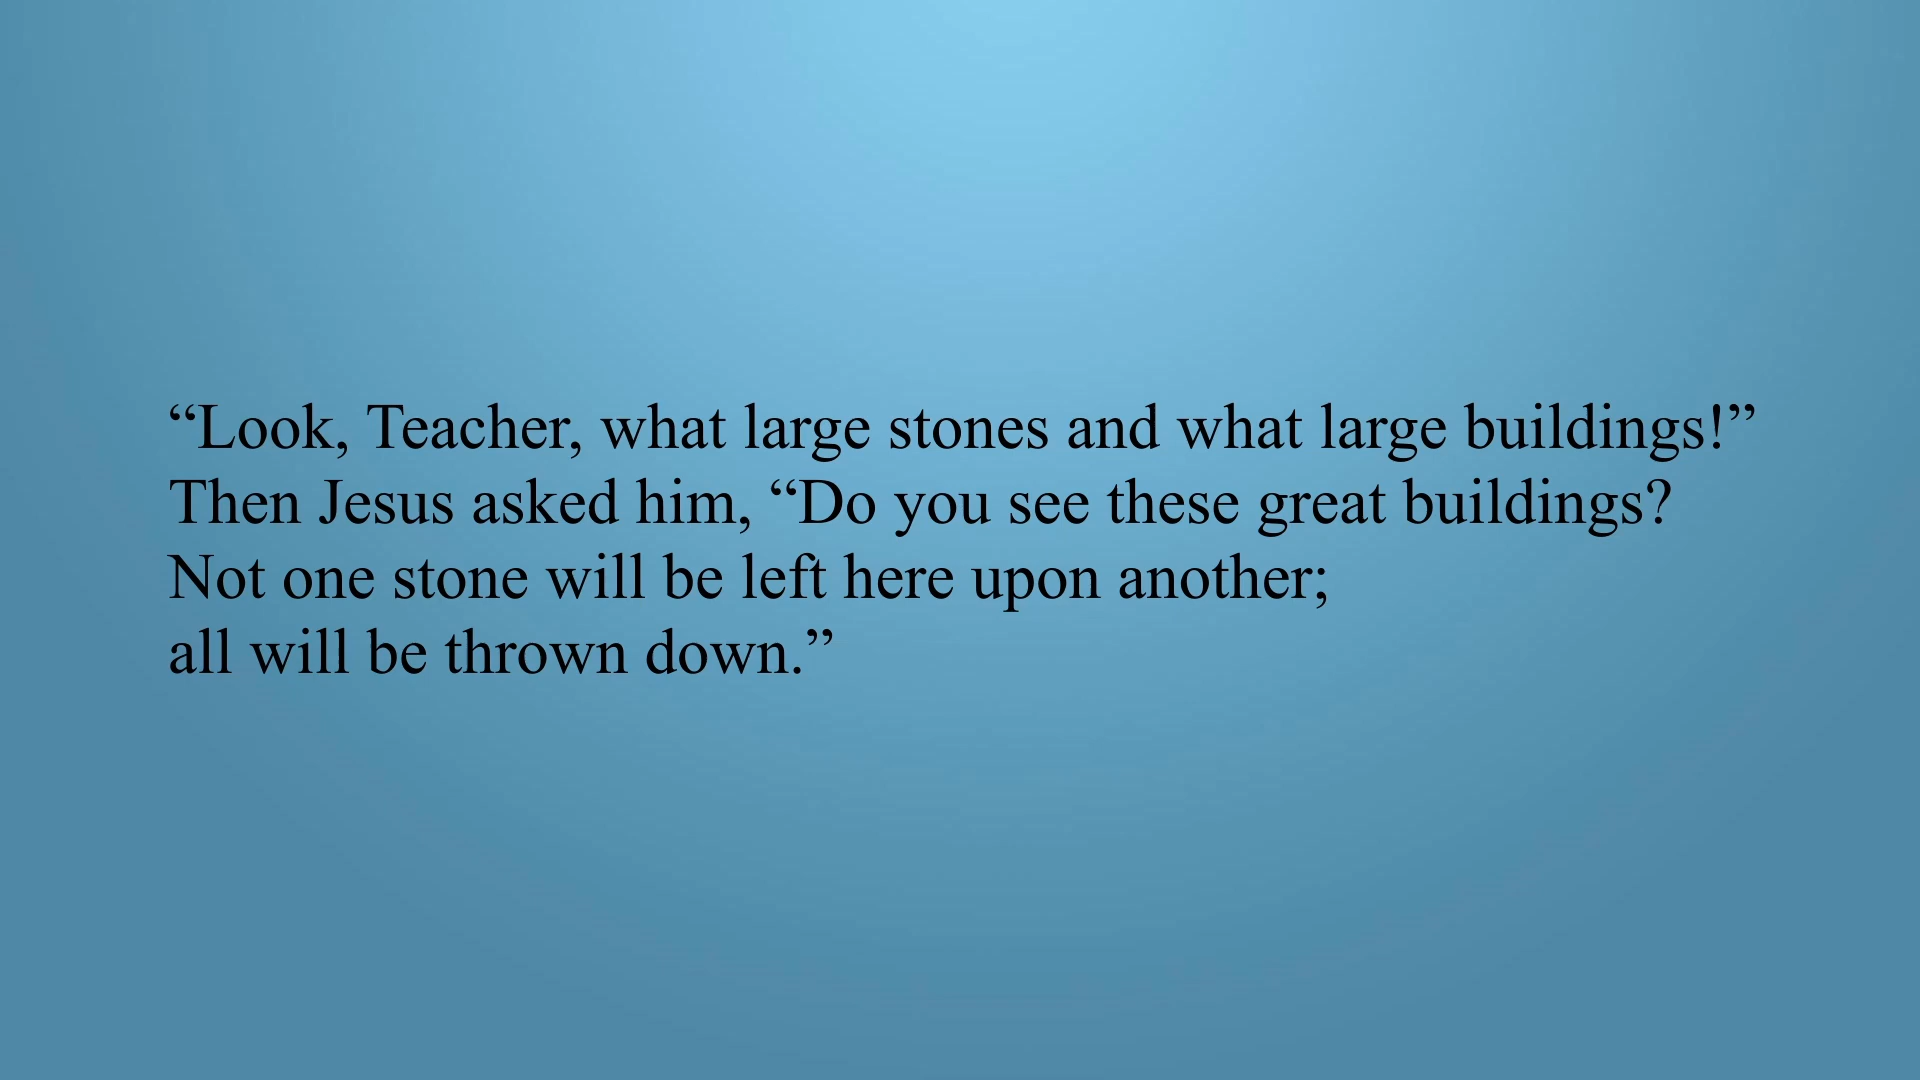 “Look, Teacher, what large stones and what large buildings!”
Then Jesus asked him, “Do you see these great buildings?
Not one stone will be left here upon another;
all will be thrown down.”